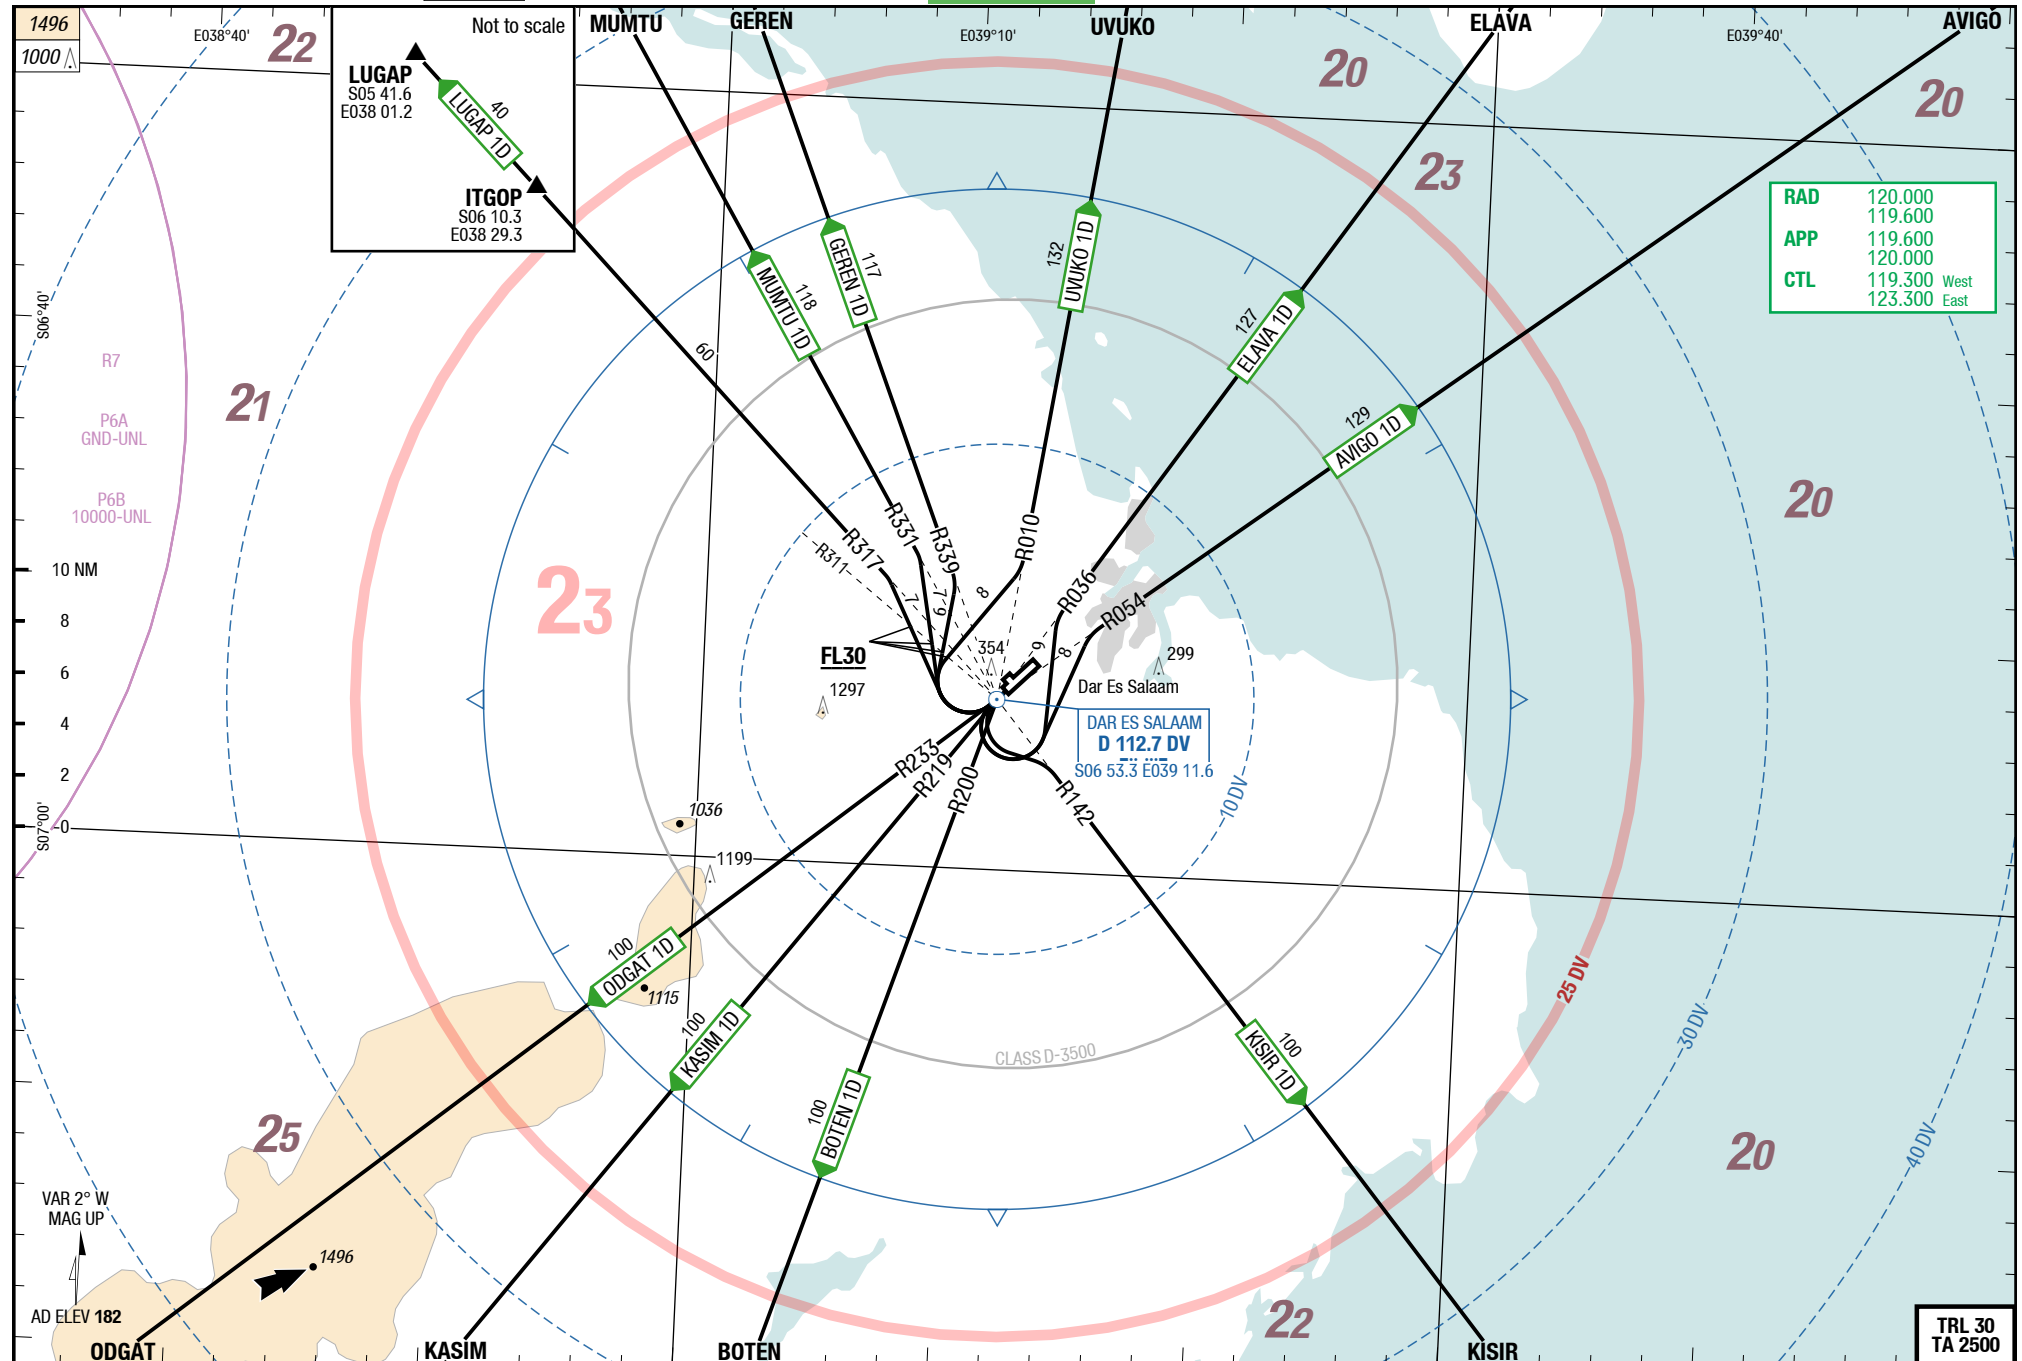 1496
1000
E038°40'
22
Not to scale
LUGAP
S05 41.6
E038 01.2
40
LUGAP 1D
ITGOP
S06 10.3
E038 29.3
MUMTU
GEREN
UVUKO
E039°10'
ELAVA
E039°40'
AVIGO
20
20
23
RAD 120.000
119.600
APP 119.600
120.000
CTL 119.300 West
123.300 East
S06°40'
R7
P6A
GND-UNL
P6B
10000-UNL
21
60
118
MUMTU 1D
117
GEREN 1D
132
UVUKO 1D
127
ELAVA 1D
129
AVIGO 1D
20
10 NM
8
6
4
2
0
S07°00'
23
R311
R317
R331
R339
R010
R036
R054
7
7
9
8
9
8
FL30
1297
354
299
Dar Es Salaam
DAR ES SALAAM
D 112.7 DV
S06 53.3 E039 11.6
R233
R219
R200
R142
10 DV
1036
1199
100
ODGAT 1D
1115
100
KASIM 1D
100
BOTEN 1D
CLASS D-3500
100
KISIR 1D
25 DV
30 DV
40 DV
25
20
22
VAR 2° W
MAG UP
1496
AD ELEV 182
ODGAT
KASIM
BOTEN
KISIR
TRL 30
TA 2500